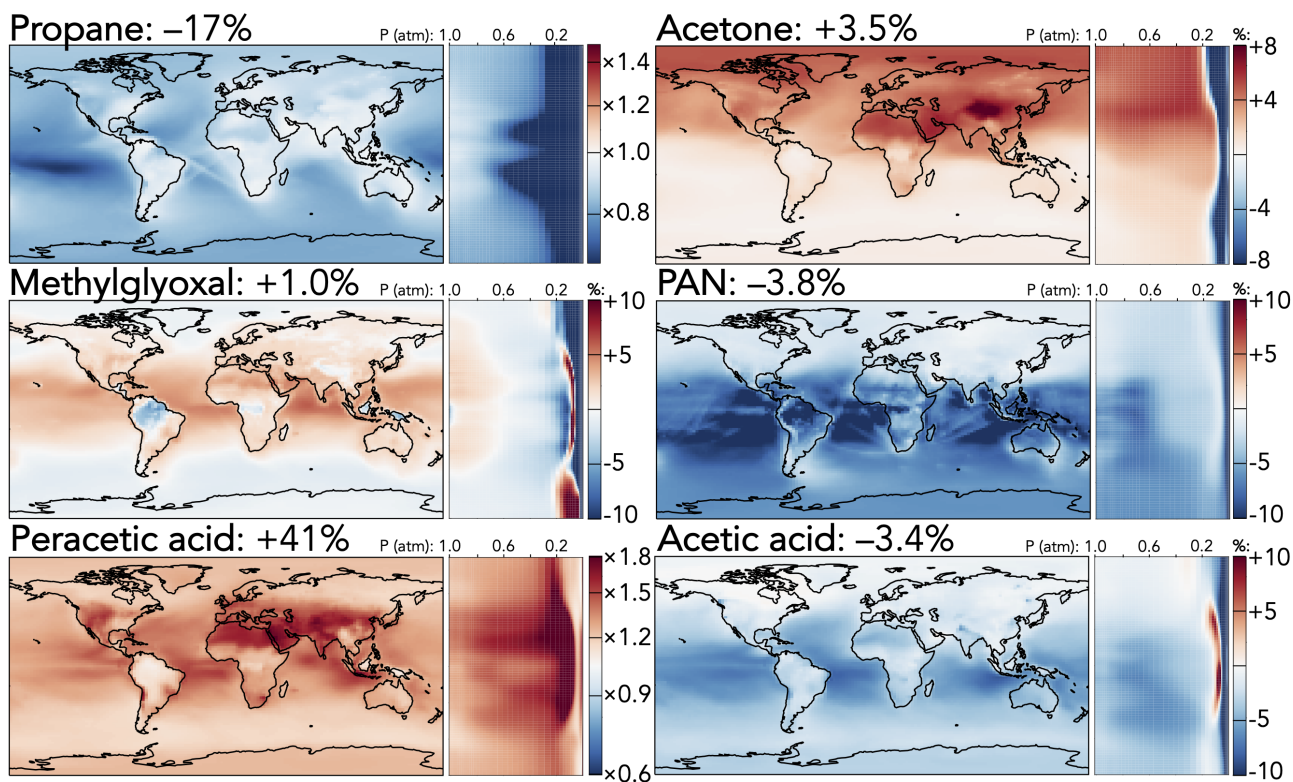 Propane: –17%
P (atm): 1.0 0.6 0.2
×1.4
×1.2
×1.0
×0.8
Acetone: +3.5%
P (atm): 1.0 0.6 0.2 %:
+8
+4
-4
-8
Methylglyoxal: +1.0%
P (atm): 1.0 0.6 0.2 %:
+10
+5
-5
-10
PAN: –3.8%
P (atm): 1.0 0.6 0.2 %:
+10
+5
-5
-10
Peracetic acid: +41%
P (atm): 1.0 0.6 0.2
×1.8
×1.5
×1.2
×0.9
×0.6
Acetic acid: –3.4%
P (atm): 1.0 0.6 0.2 %:
+10
+5
-5
-10